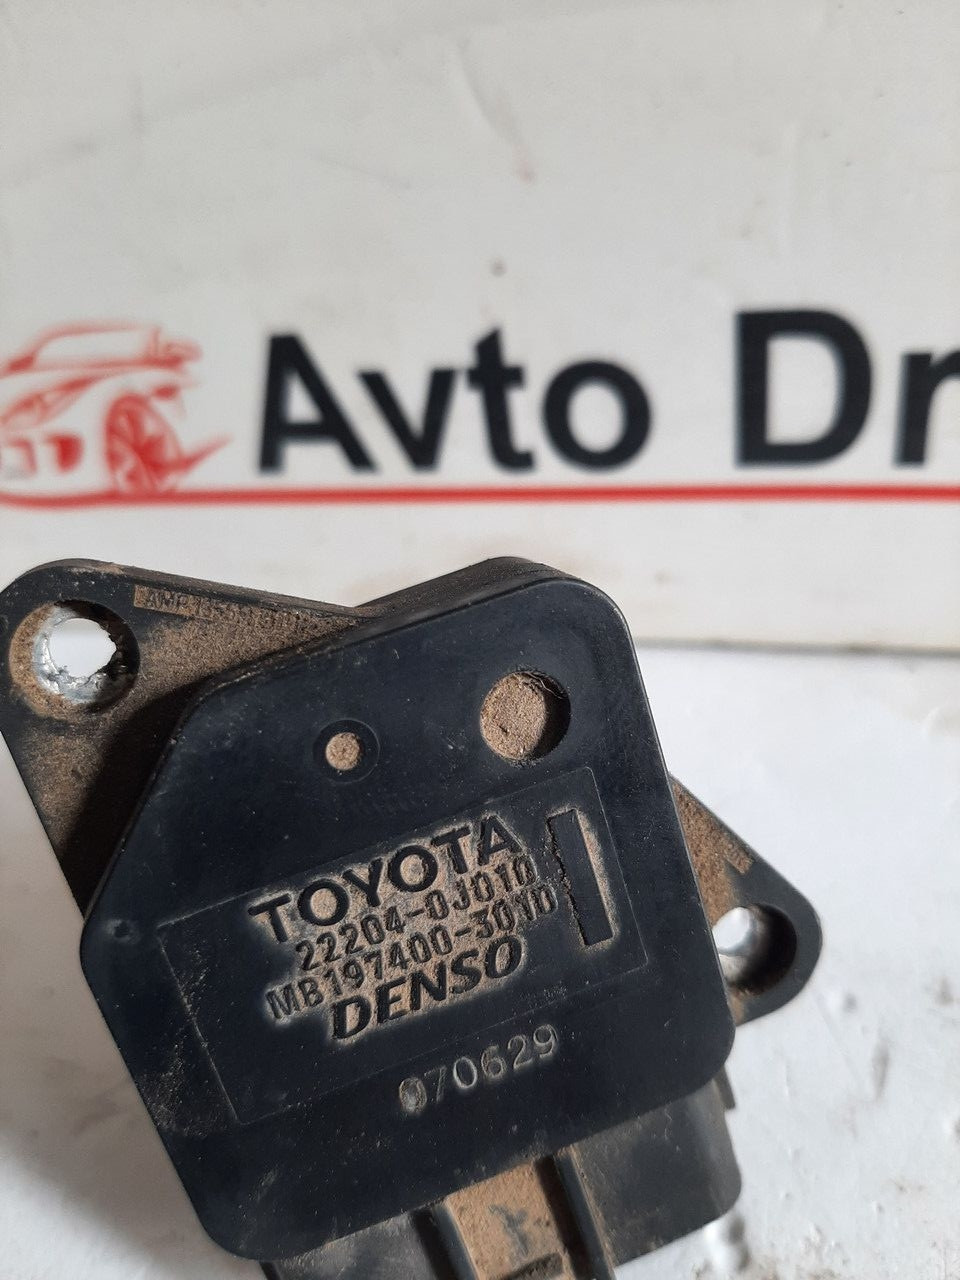 Avto Dr
TOYOTA
22204-0J010
MB197400-3010
DENSO
070629